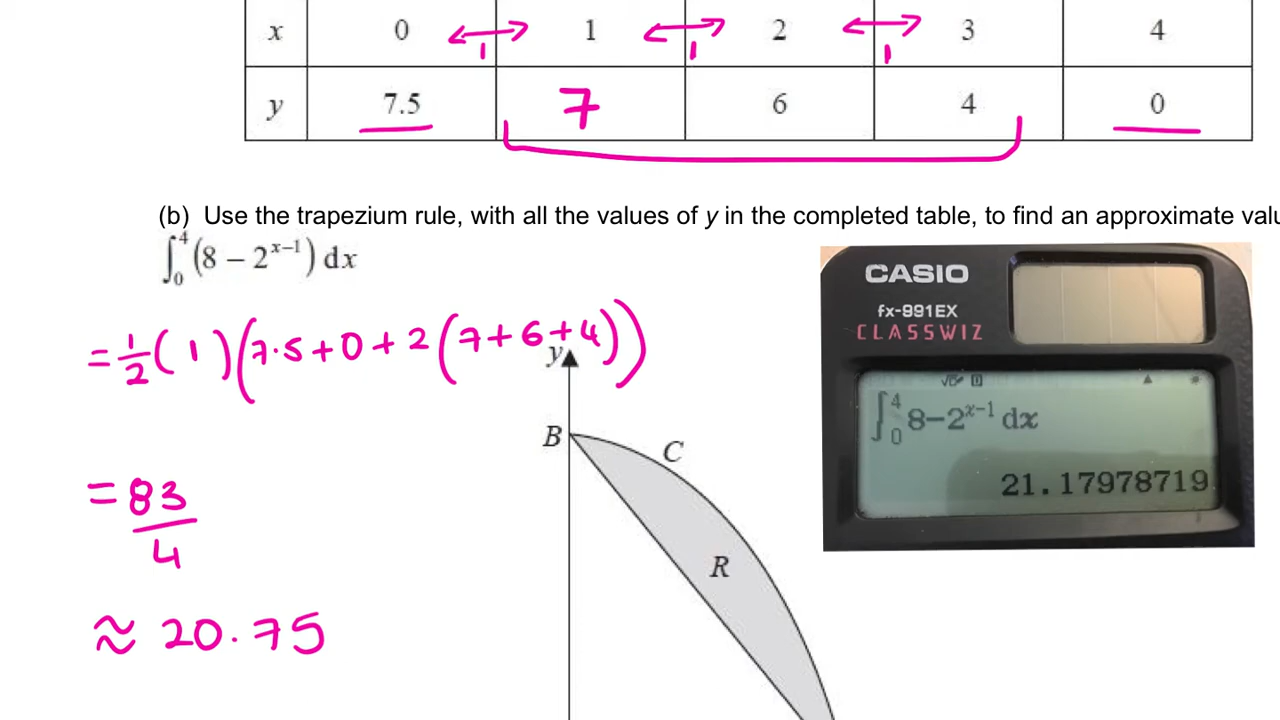 x 0 1 2 3 4
1 1 1
y 7.5 7 6 4 0
(b) Use the trapezium rule, with all the values of y in the completed table, to find an approximate valu
∫₀⁴ (8 – 2ˣ⁻¹) dx
= 1/2 (1)(7.5+0+2(7+6+4))
= 83/4
≈ 20.75
y
B
C
R
CASIO
fx-991EX
CLASSWIZ
∫₀⁴ 8–2ˣ⁻¹ dx
21.17978719